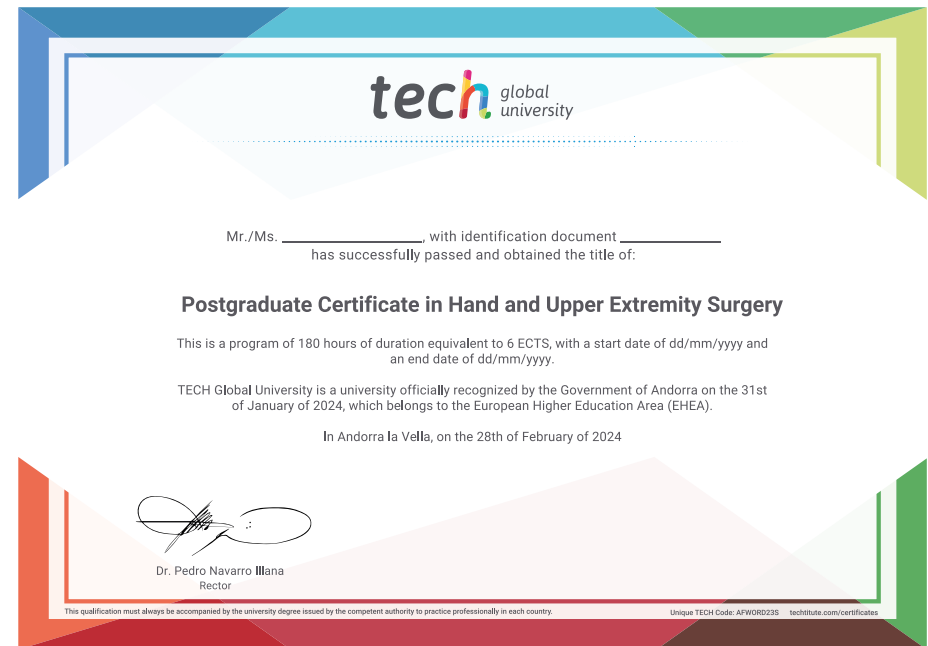 tech global
university
Mr./Ms. ____________, with identification document ____________
has successfully passed and obtained the title of:
Postgraduate Certificate in Hand and Upper Extremity Surgery
This is a program of 180 hours of duration equivalent to 6 ECTS, with a start date of dd/mm/yyyy and
an end date of dd/mm/yyyy.
TECH Global University is a university officially recognized by the Government of Andorra on the 31st
of January of 2024, which belongs to the European Higher Education Area (EHEA).
In Andorra la Vella, on the 28th of February of 2024
Dr. Pedro Navarro Illana
Rector
This qualification must always be accompanied by the university degree issued by the competent authority to practice professionally in each country.
Unique TECH Code: AFWORD23S techtitute.com/certificates